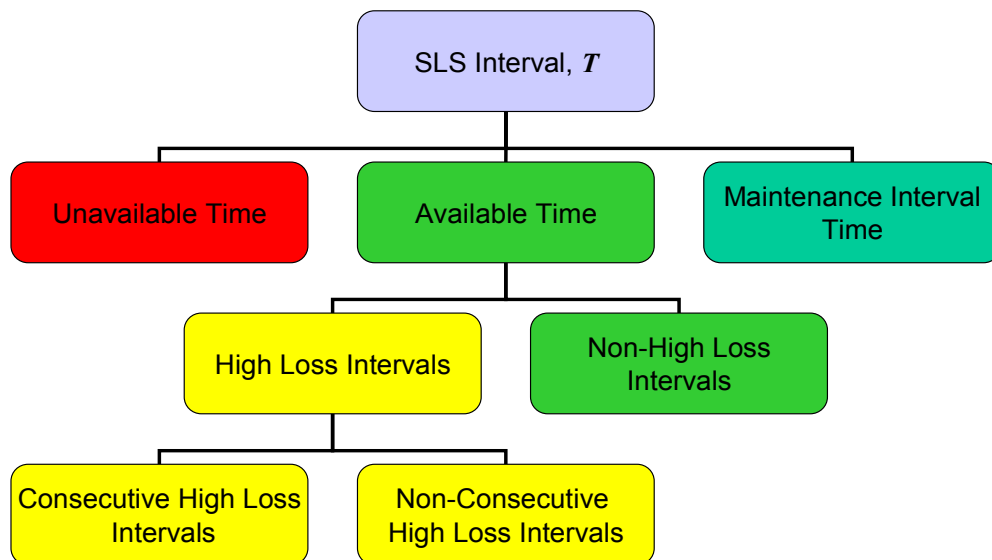 SLS Interval, T
Unavailable Time
Available Time
Maintenance Interval
Time
High Loss Intervals
Non-High Loss
Intervals
Consecutive High Loss
Intervals
Non-Consecutive
High Loss Intervals